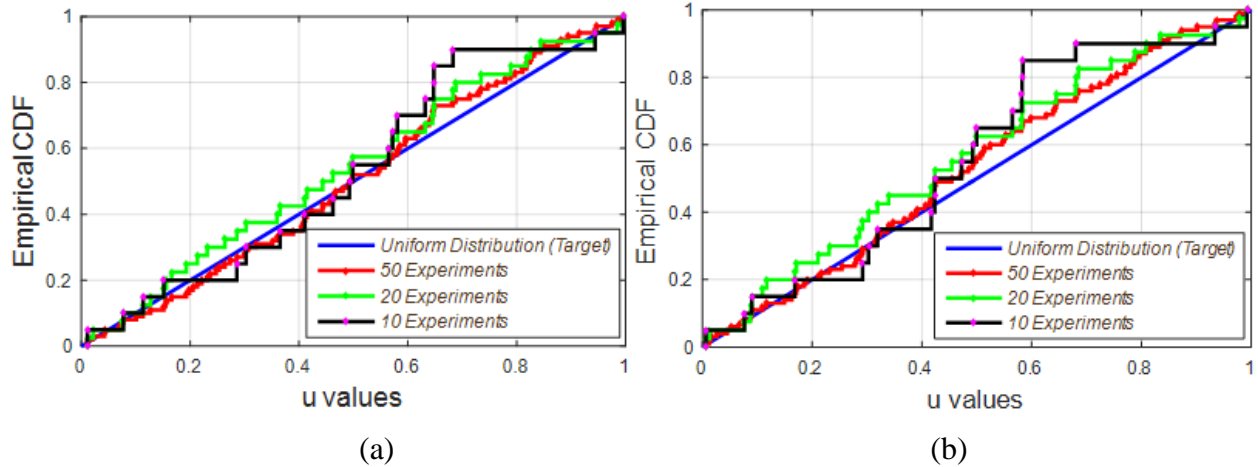 1
0.8
0.6
0.4
0.2
0
0
0.2
0.4
0.6
0.8
1
Empirical CDF
u values
Uniform Distribution (Target)
50 Experiments
20 Experiments
10 Experiments
(a)
1
0.8
0.6
0.4
0.2
0
0
0.2
0.4
0.6
0.8
1
Empirical CDF
u values
Uniform Distribution (Target)
50 Experiments
20 Experiments
10 Experiments
(b)